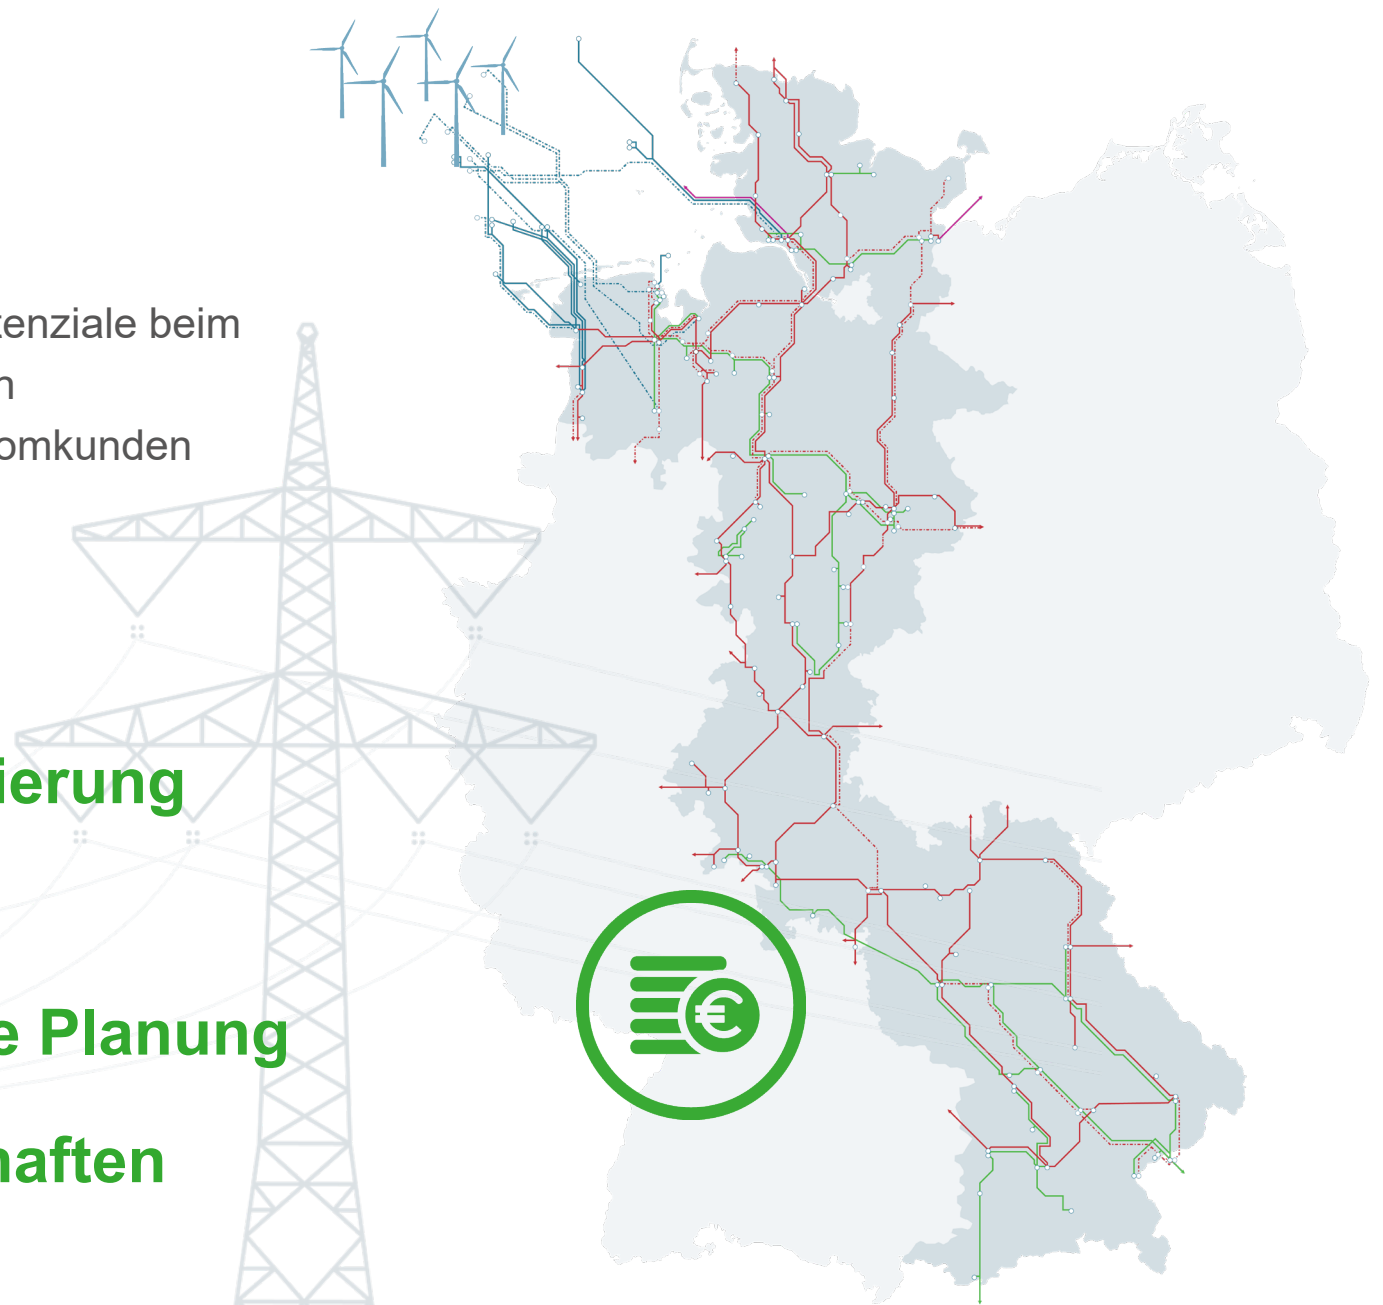 tenziale beim
n
omkunden
ierung
e Planung
haften
€